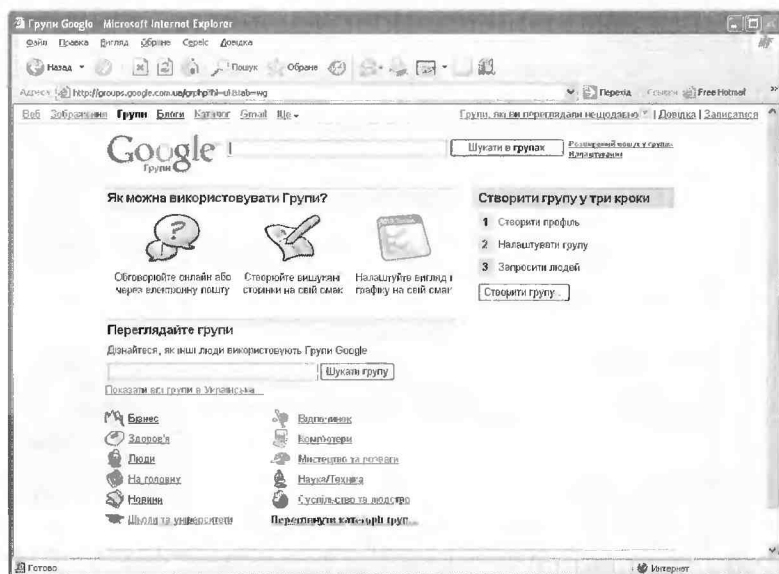 Групи Google - Microsoft Internet Explorer
Файл Правка Вигляд Обране Сервіс Довідка
Назад Пошук Обране
Адреса http://groups.google.com.ua/grphp?hl=uk&tab=wg Перехід Free Hotmail »
Веб Зображення Групи Блоги Каталог Gmail Ще Групи, які ви переглядали нещодавно | Довідка | Записатися
Google Шукати в групах Розширений пошук у групах
Групи Налаштування
Як можна використовувати Групи? Створити групу у три кроки
1 Створити профіль
2 Налаштувати групу
3 Запросити людей
Обговорюйте онлайн або через електронну пошту
Створюйте вишукані сторінки на свій смак
Налаштуйте вигляд і графіку на свій смак
Створити групу...
Переглядайте групи
Дізнайтеся, як інші люди використовують Групи Google
Шукати групу
Показати всі групи в Українська...
Бізнес Відпочинок
Здоров'я Комп'ютери
Люди Мистецтво та розваги
На головну Наука/Техніка
Новини Суспільство та людство
Школи та університети Переглянути категорії груп...
Готово Интернет